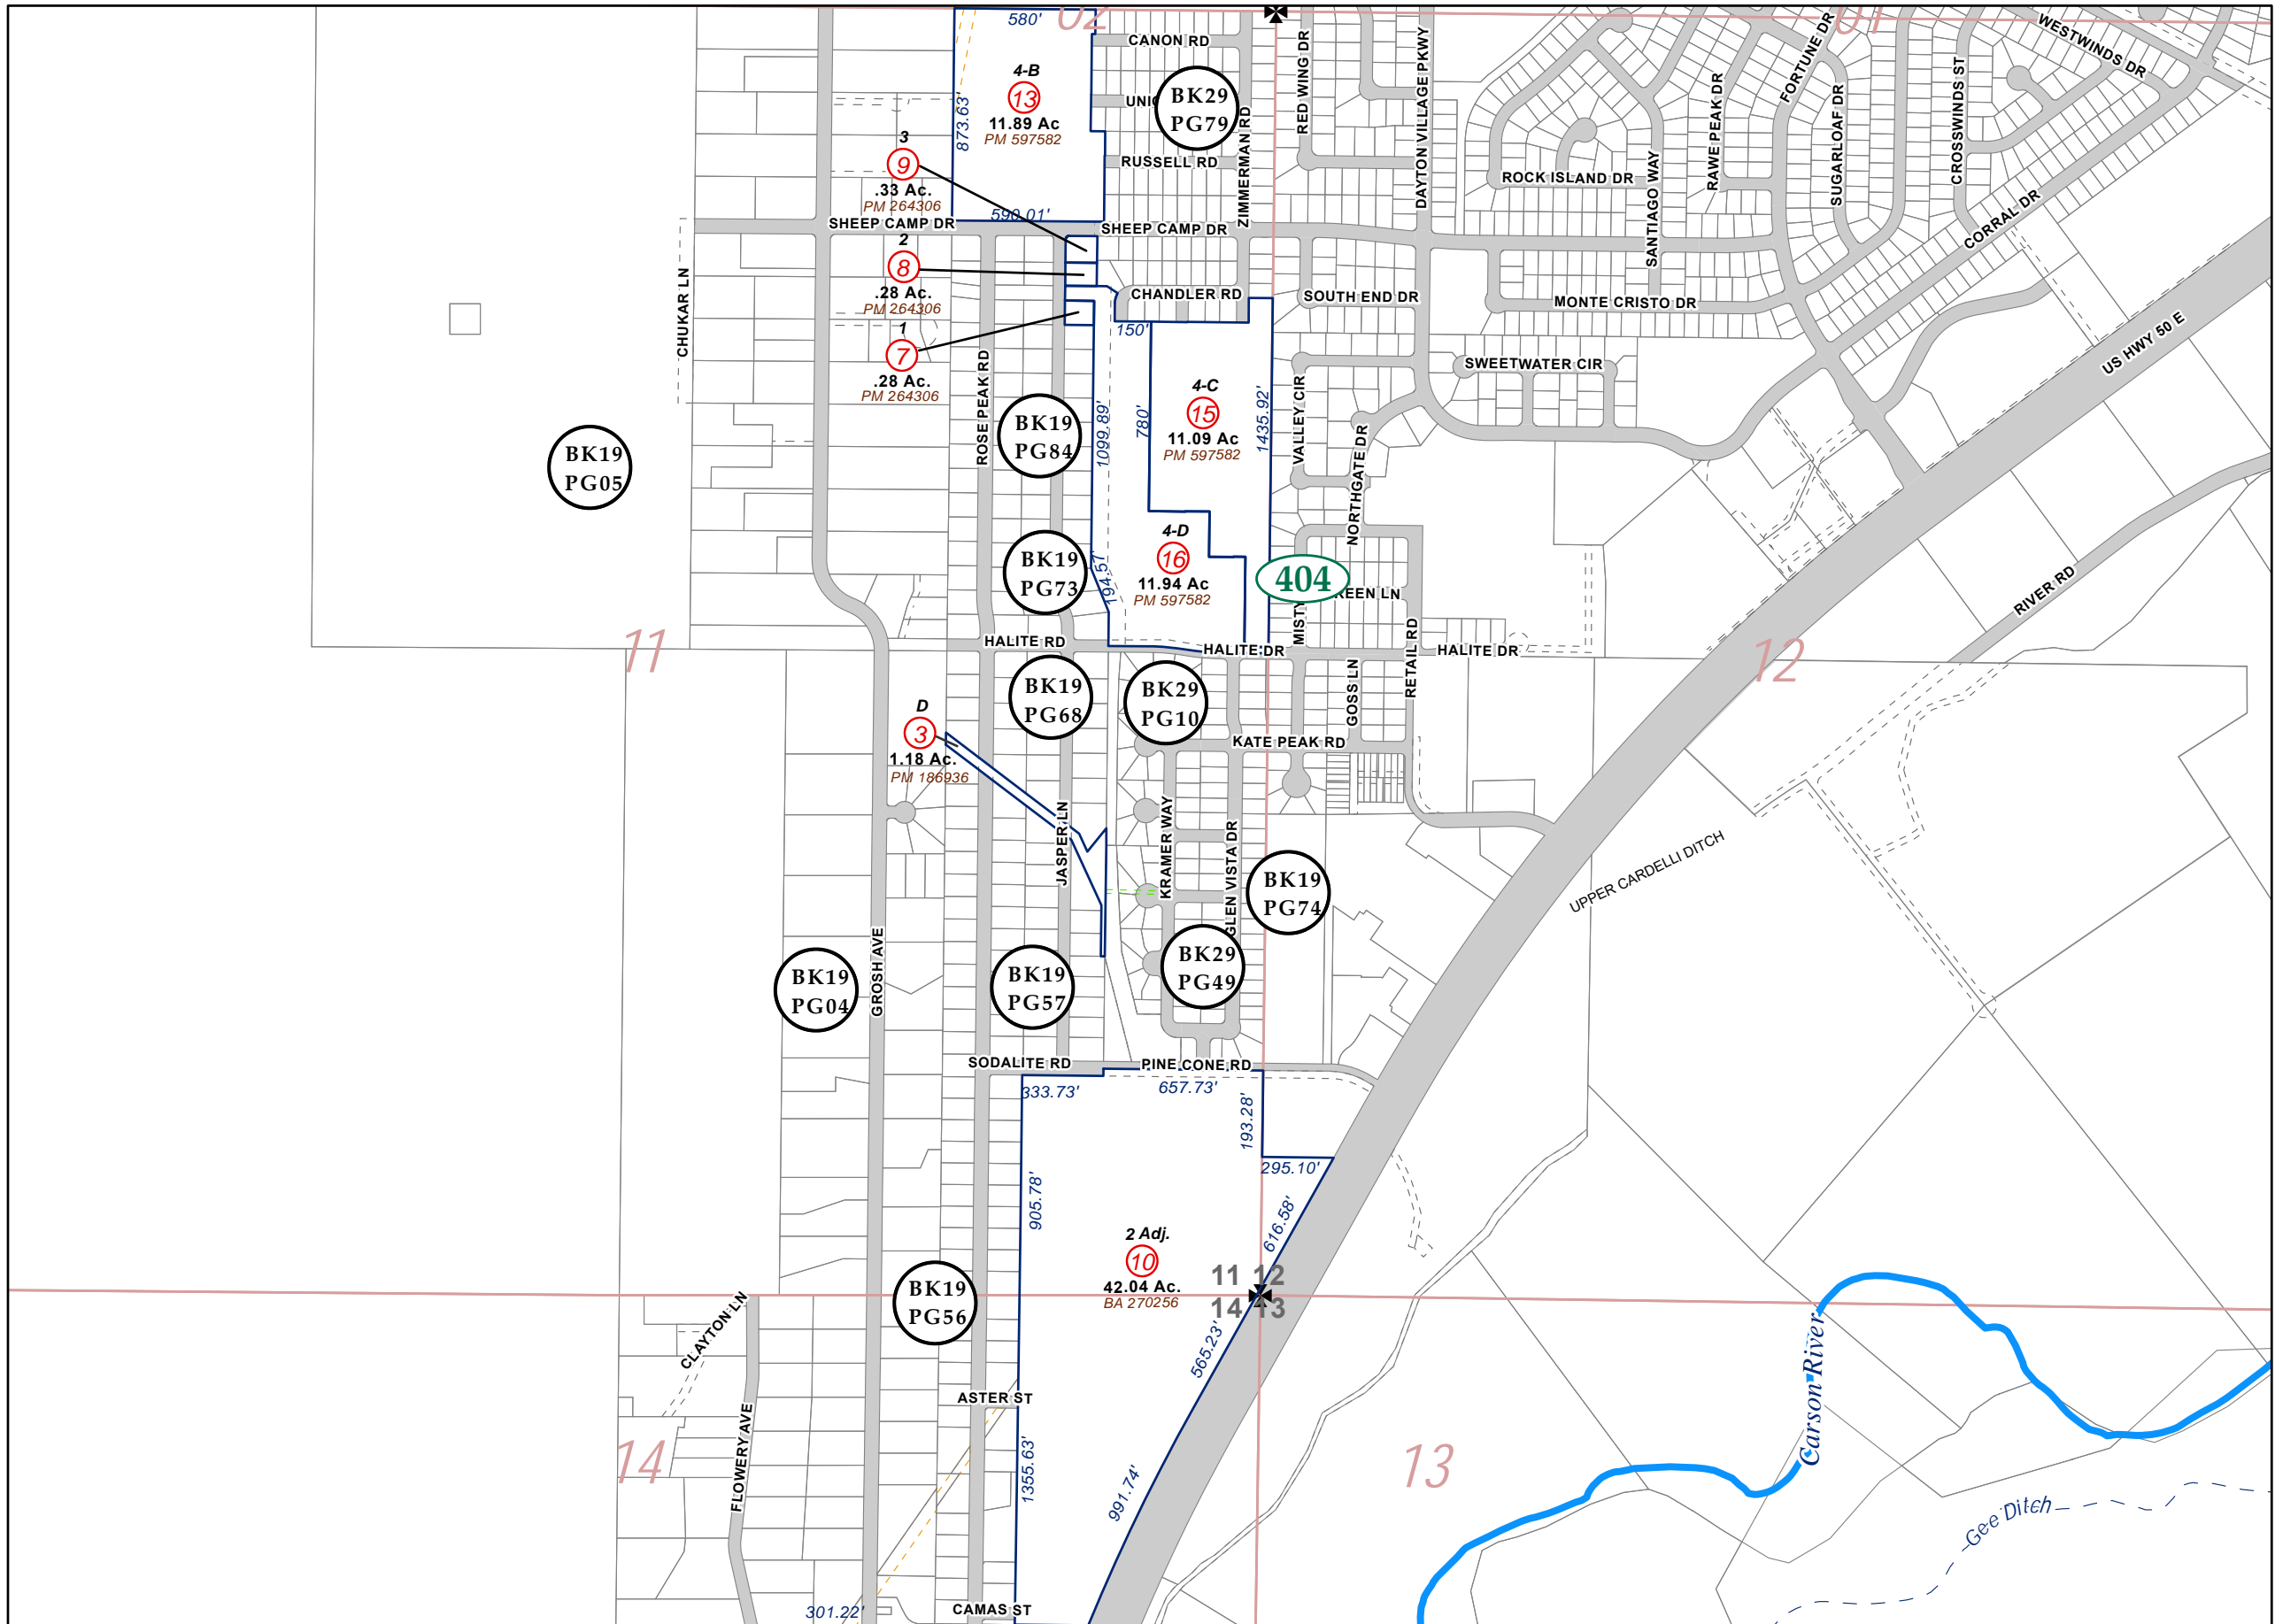 580'
02
01
CANON RD
4-B
13
11.89 Ac
PM 597582
873.63'
590.01'
BK29
PG79
UNI
RUSSELL RD
ZIMMERMAN RD
RED WNG DR
DAYTON VILLAGE PKWY
ROCK ISLAND DR
SANTIAGO WAY
RAWE PEAK DR
FORTUNE DR
SUGARLOAF DR
CROSSWINDS ST
WESTWINDS DR
CORRAL DR
US HWY 50 E
3
9
.33 Ac.
PM 264306
SHEEP CAMP DR
SHEEP CAMP DR
2
8
.28 Ac.
PM 264306
1
7
.28 Ac.
PM 264306
CHUKAR LN
CHANDLER RD
SOUTH END DR
MONTE CRISTO DR
150'
SWEETWATER CIR
ROSE PEAK RD
BK19
PG84
1099.89'
780'
4-C
15
11.09 Ac
PM 597582
1435.92'
VALLEY CIR
NORTHGATE DR
BK19
PG05
BK19
PG73
194.57'
4-D
16
11.94 Ac
PM 597582
404
MISTY
REEN LN
RIVER RD
11
HALITE RD
HALITE DR
HALITE DR
RETAIL RD
12
BK19
PG68
BK29
PG10
GOSS LN
D
3
1.18 Ac.
PM 186936
KATE PEAK RD
JASPER LN
KRAMER WAY
GLEN VISTA DR
UPPER CARDELLI DITCH
BK19
PG74
GROSH AVE
BK19
PG04
BK19
PG57
BK29
PG49
SODALITE RD
PINE CONE RD
333.73'
657.73'
193.28'
295.10'
905.78'
616.58'
2 Adj.
10
42.04 Ac.
BA 270256
11 12
14 13
BK19
PG56
CLAYTON LN
565.23'
Carson River
ASTER ST
FLOWERY AVE
14
13
1355.63'
991.74'
Gee Ditch
301.22'
CAMAS ST